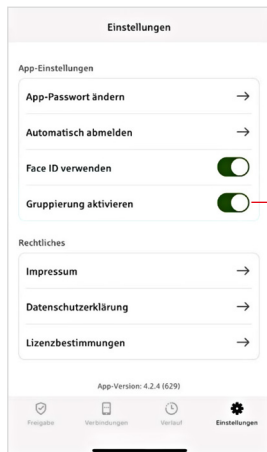 Einstellungen
App-Einstellungen
App-Passwort ändern
Automatisch abmelden
Face ID verwenden
Gruppierung aktivieren
Rechtliches
Impressum
Datenschutzerklärung
Lizenzbestimmungen
App-Version: 4.2.4 (629)
Freigabe Verbindungen Verlauf Einstellungen